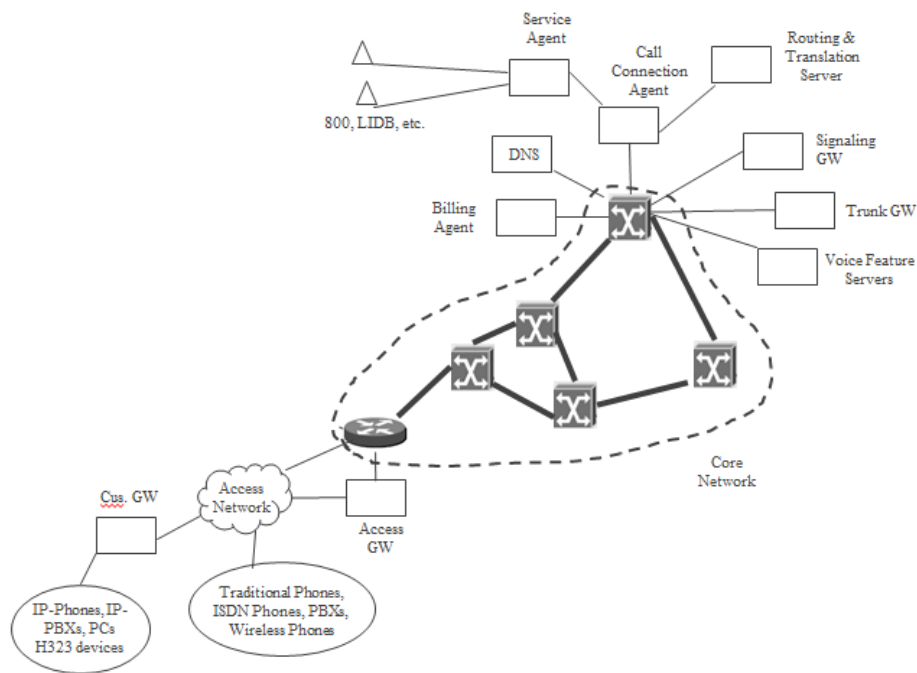 Service
Agent
Call
Connection
Agent
Routing &
Translation
Server
800, LIDB, etc.
DNS
Signaling
GW
Billing
Agent
Trunk GW
Voice Feature
Servers
Core
Network
Access
Network
Cus. GW
Access
GW
IP-Phones, IP-
PBXs, PCs
H323 devices
Traditional Phones,
ISDN Phones, PBXs,
Wireless Phones